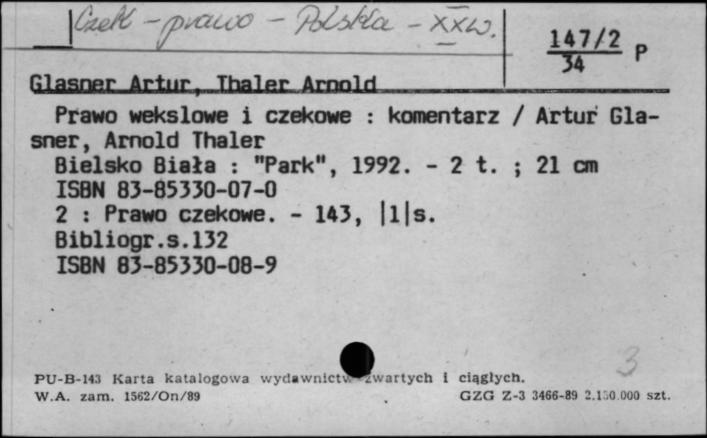 Czek - prawo - Polska - XXw.
147/2 P
34
Glasner Artur, Thaler Arnold
Prawo wekslowe i czekowe : komentarz / Artur Gla-
sner, Arnold Thaler
Bielsko Biała : "Park", 1992. - 2 t. ; 21 cm
ISBN 83-85330-07-0
2 : Prawo czekowe. - 143, |1|s.
Bibliogr.s.132
ISBN 83-85330-08-9
3
PU-B-143 Karta katalogowa wydawnictw zwartych i ciągłych.
W.A. zam. 1562/On/89 GZG Z-3 3466-89 2.150.000 szt.